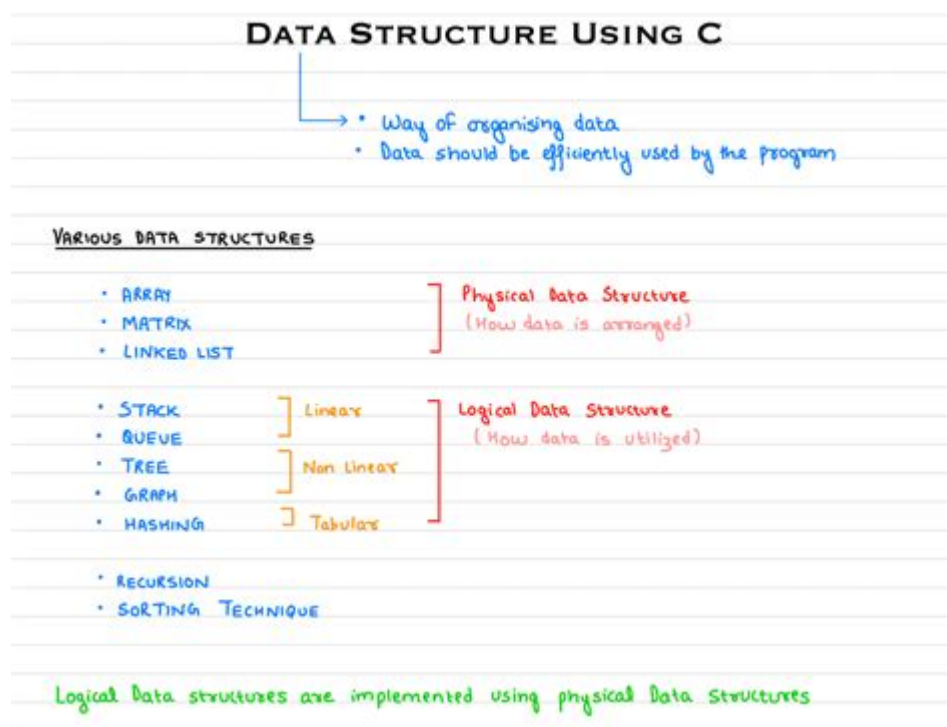 DATA STRUCTURE USING C
• Way of organising data
• Data should be efficiently used by the program
VARIOUS DATA STRUCTURES
• ARRAY
Physical Data Structure
• MATRIX
(How data is arranged)
• LINKED LIST
• STACK
Linear
Logical Data Structure
• QUEUE
(How data is utilized)
• TREE
Non Linear
• GRAPH
• HASHING
Tabular
• RECURSION
• SORTING TECHNIQUE
Logical Data structures are implemented using physical Data Structures